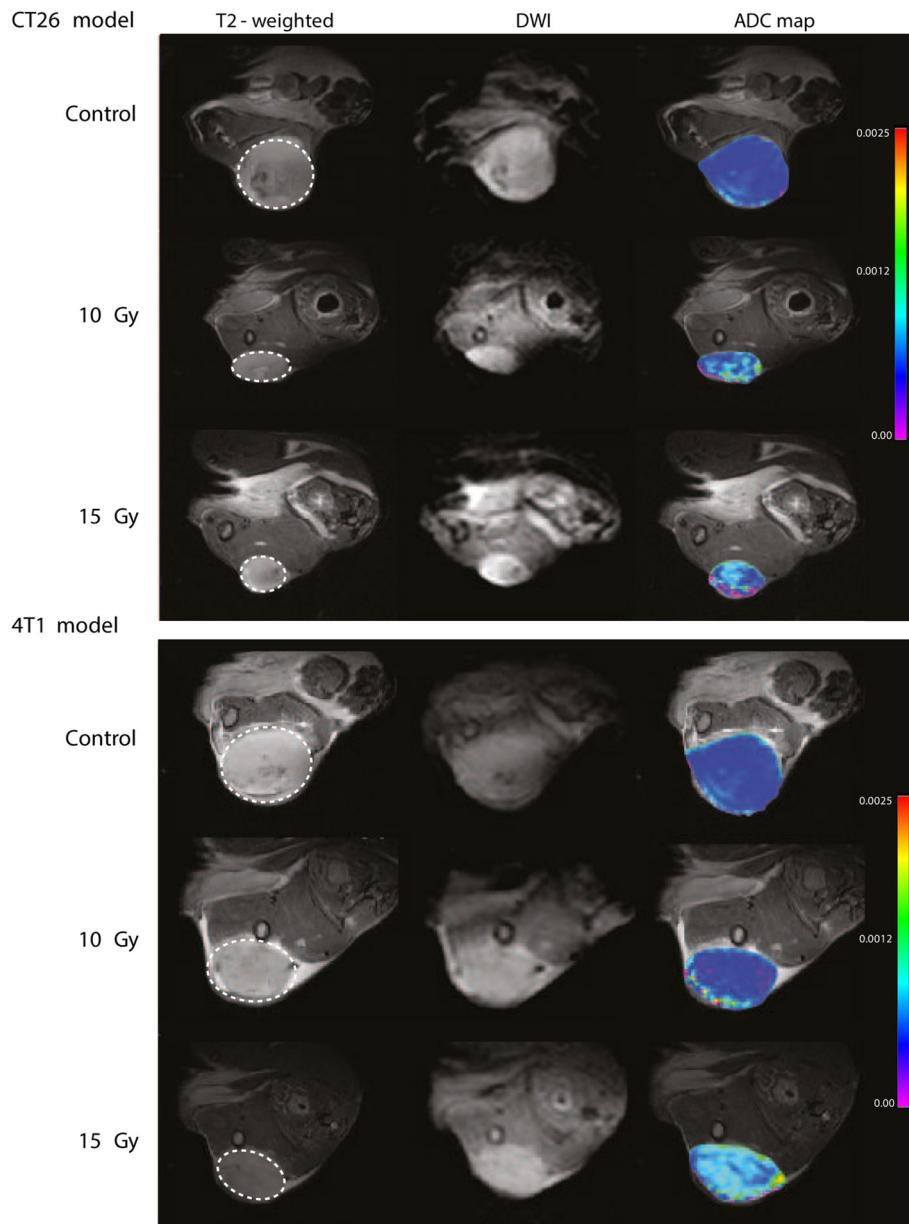 CT26 model
T2 - weighted DWI ADC map
Control
0.0025
0.0012
10 Gy
0.00
15 Gy
4T1 model
Control
0.0025
10 Gy
0.0012
0.00
15 Gy